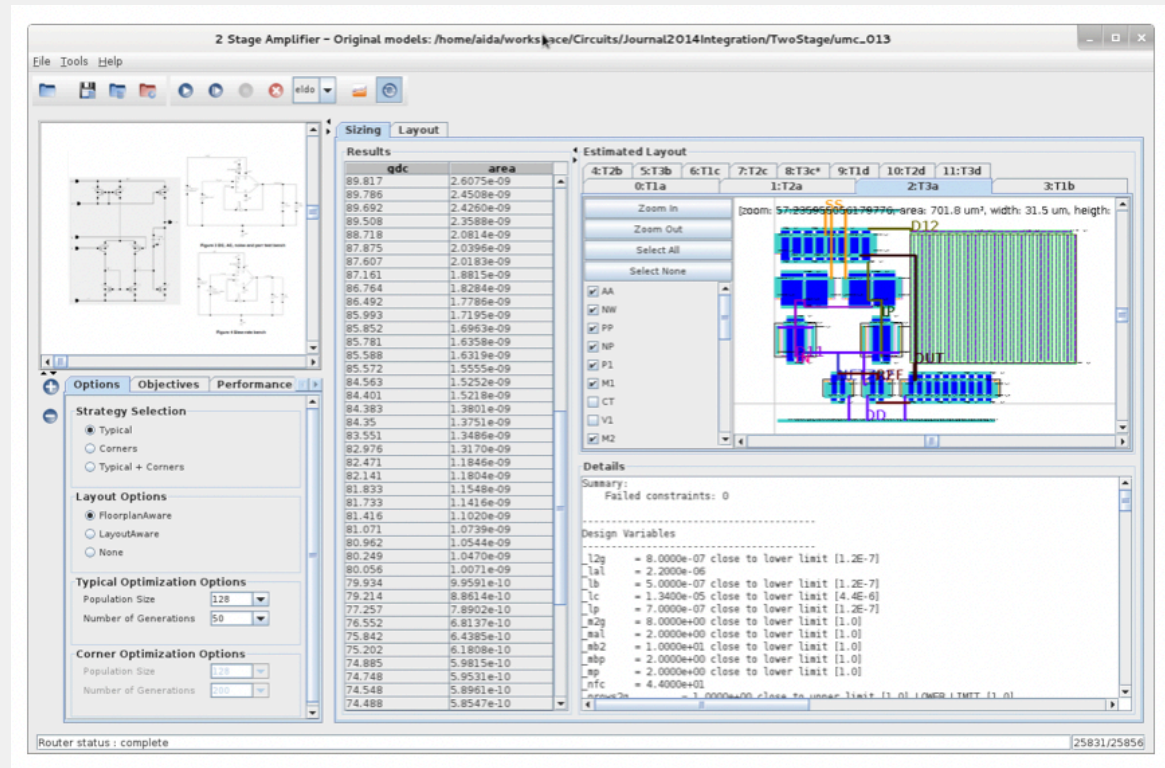 2 Stage Amplifier - Original models: /home/aida/workspace/Circuits/Journal2014Integration/TwoStage/umc_013
File Tools Help
eldo
Sizing Layout
Results
gdc area
89.817 2.6075e-09
89.786 2.4508e-09
89.692 2.4260e-09
89.508 2.3588e-09
88.718 2.0814e-09
87.875 2.0396e-09
87.607 2.0183e-09
87.161 1.8815e-09
86.764 1.8284e-09
86.492 1.7786e-09
85.993 1.7195e-09
85.852 1.6963e-09
85.781 1.6358e-09
85.588 1.6319e-09
85.572 1.5555e-09
84.563 1.5252e-09
84.401 1.5218e-09
84.383 1.3801e-09
84.35 1.3751e-09
83.551 1.3486e-09
82.976 1.3170e-09
82.471 1.1846e-09
82.141 1.1804e-09
81.833 1.1548e-09
81.733 1.1416e-09
81.416 1.1020e-09
81.071 1.0739e-09
80.962 1.0544e-09
80.249 1.0470e-09
80.056 1.0071e-09
79.934 9.9591e-10
79.214 8.8614e-10
77.257 7.8902e-10
76.552 6.8137e-10
75.842 6.4385e-10
75.202 6.1808e-10
74.885 5.9815e-10
74.748 5.9531e-10
74.548 5.8961e-10
74.488 5.8547e-10
Options Objectives Performance
Strategy Selection
Typical
Corners
Typical + Corners
Layout Options
FloorplanAware
LayoutAware
None
Typical Optimization Options
Population Size 128
Number of Generations 50
Corner Optimization Options
Population Size 128
Number of Generations 200
Estimated Layout
4:T2b 5:T3b 6:T1c 7:T2c 8:T3c* 9:T1d 10:T2d 11:T3d
0:T1a 1:T2a 2:T3a 3:T1b
Zoom In
Zoom Out
Select All
Select None
AA
NW
PP
NP
P1
M1
CT
V1
M2
[zoom: area: 701.8 um², width: 31.5 um, heigth:
D12
OUT
Details
Summary:
Failed constraints: 0
Design Variables
_l2g = 8.0000e-07 close to lower limit [1.2E-7]
_lal = 2.2000e-06
_lb = 5.0000e-07 close to lower limit [1.2E-7]
_lc = 1.3400e-05 close to lower limit [4.4E-6]
_lp = 7.0000e-07 close to lower limit [1.2E-7]
_m2g = 8.0000e+00 close to lower limit [1.0]
_mal = 2.0000e+00 close to lower limit [1.0]
_mb2 = 1.0000e+01 close to lower limit [1.0]
_mbp = 2.0000e+00 close to lower limit [1.0]
_mp = 2.0000e+00 close to lower limit [1.0]
_nfc = 4.4000e+01
= 1.0000e+00 close to upper limit [1.0] LOWER LIMIT [1.0]
Router status : complete
25831/25856